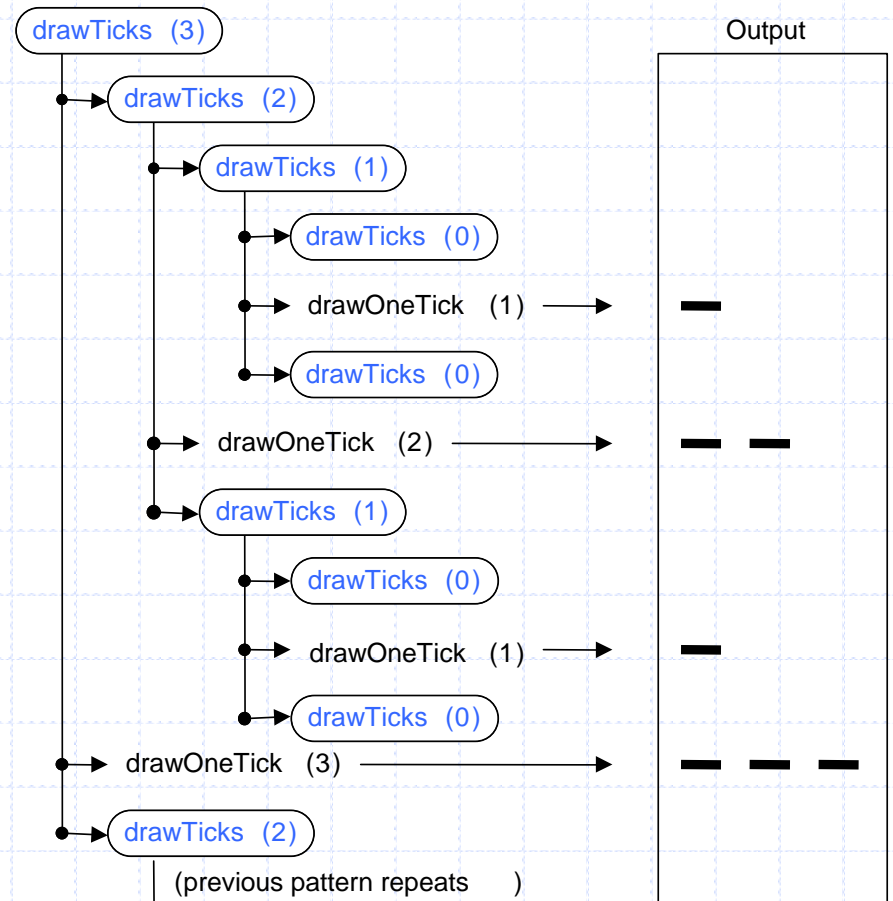 drawTicks (3)
Output
drawTicks (2)
drawTicks (1)
drawTicks (0)
drawOneTick (1)
drawTicks (0)
drawOneTick (2)
drawTicks (1)
drawTicks (0)
drawOneTick (1)
drawTicks (0)
drawOneTick (3)
drawTicks (2)
(previous pattern repeats )